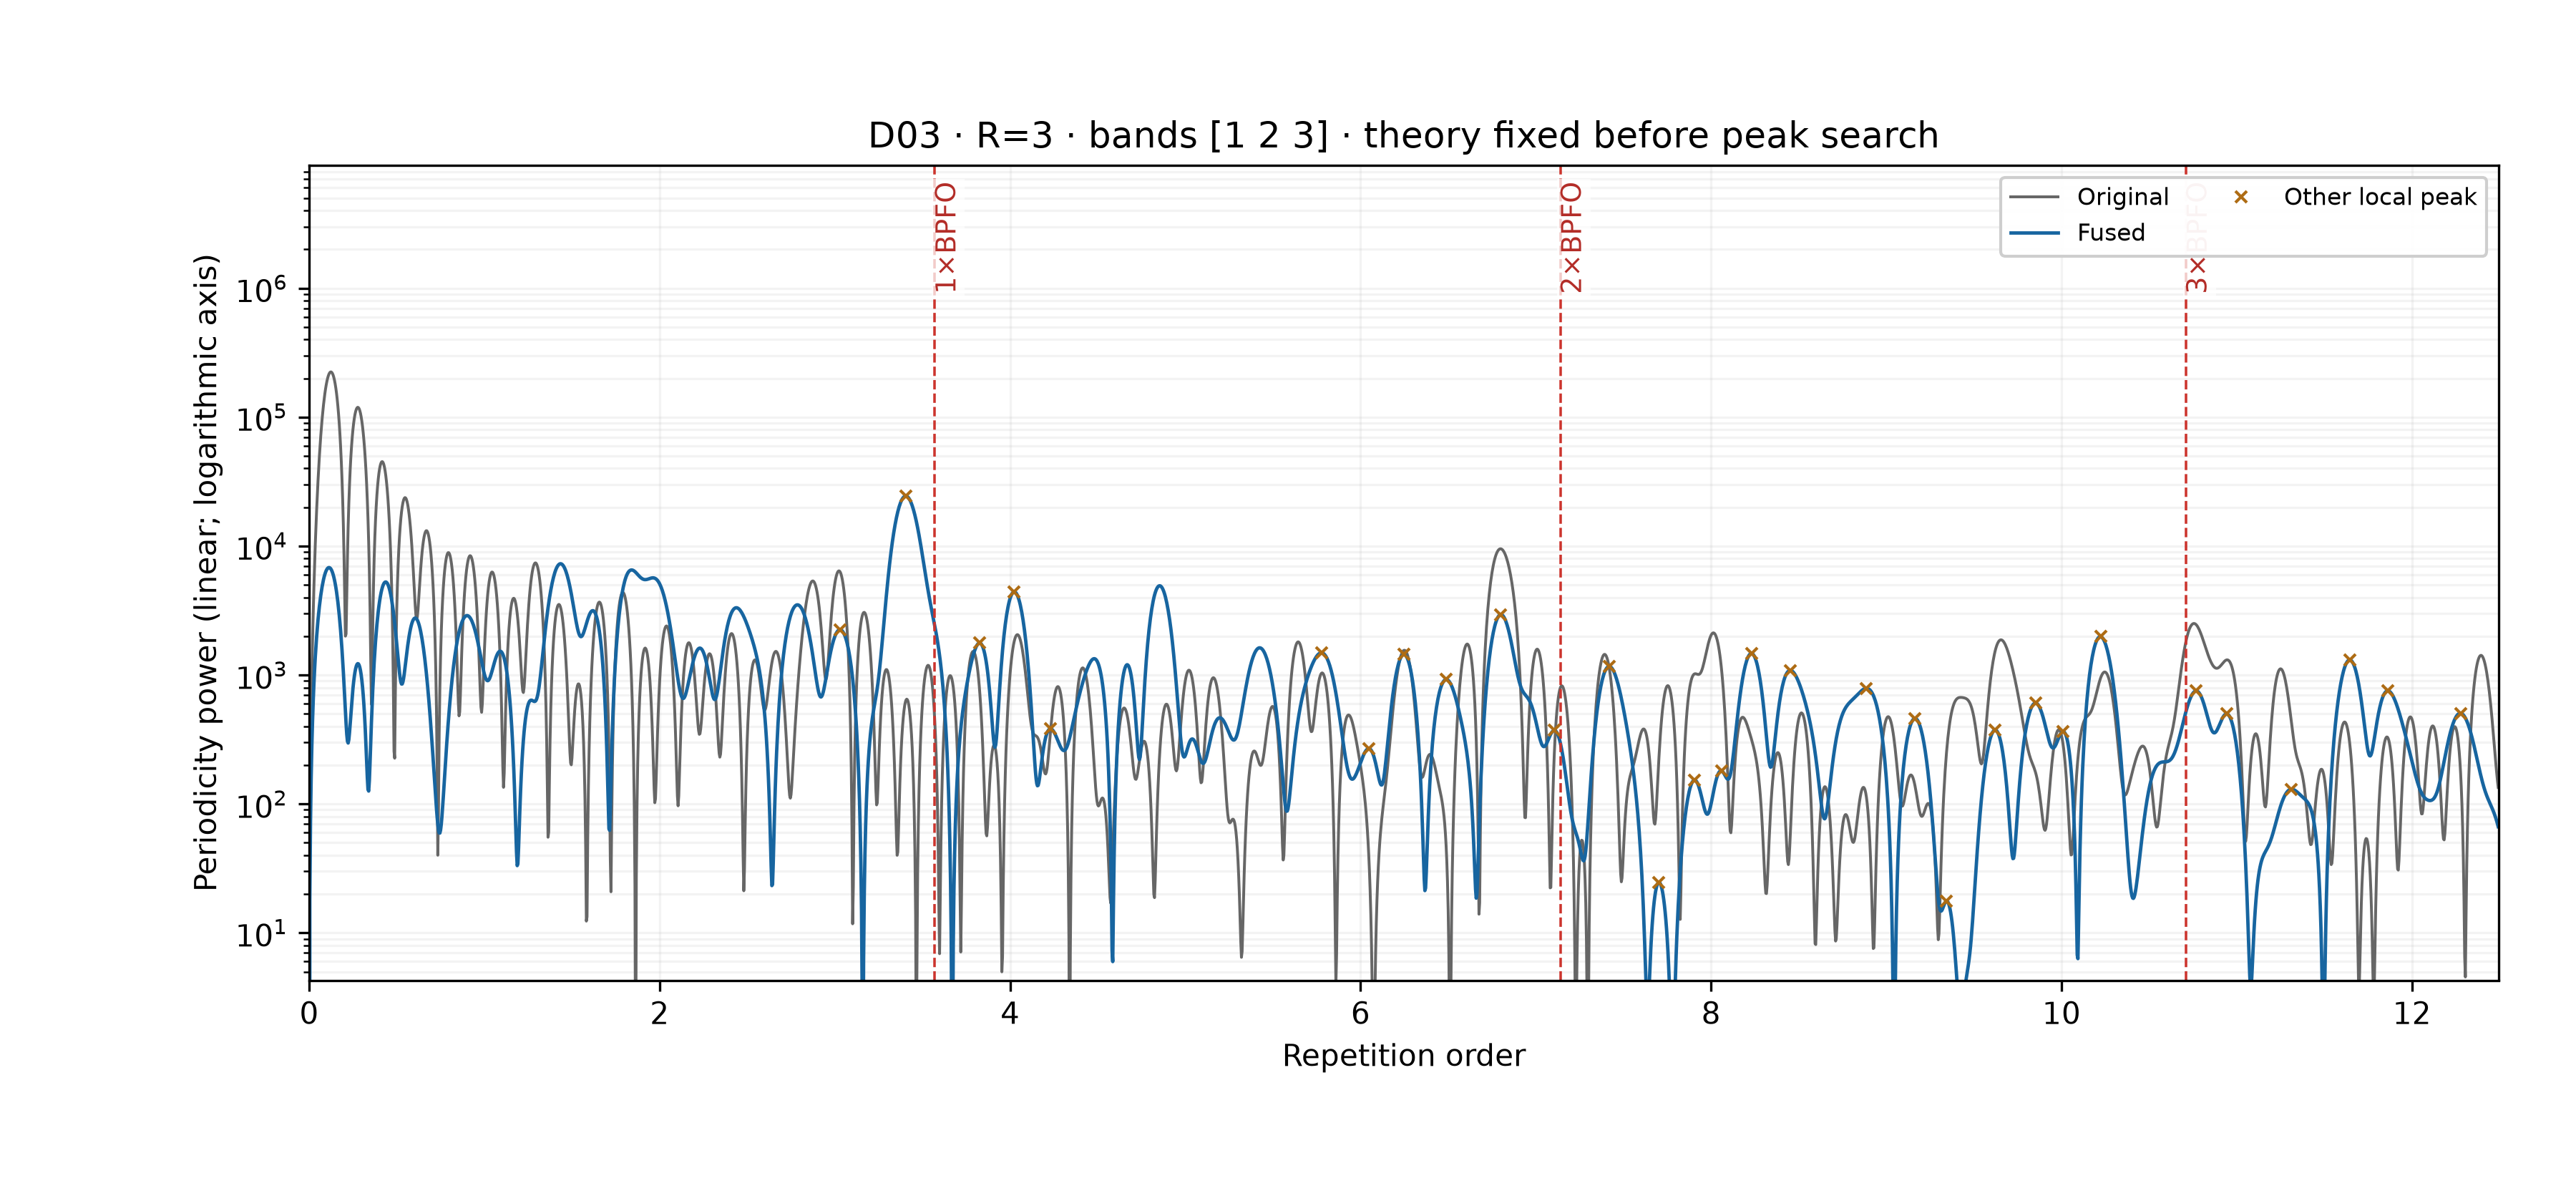 D03 · R=3 · bands [1 2 3] · theory fixed before peak search
Periodicity power (linear; logarithmic axis)
10⁶
10⁵
10⁴
10³
10²
10¹
1×BPFO
2×BPFO
3×BPFO
Original
Fused
Other local peak
0 2 4 6 8 10 12
Repetition order